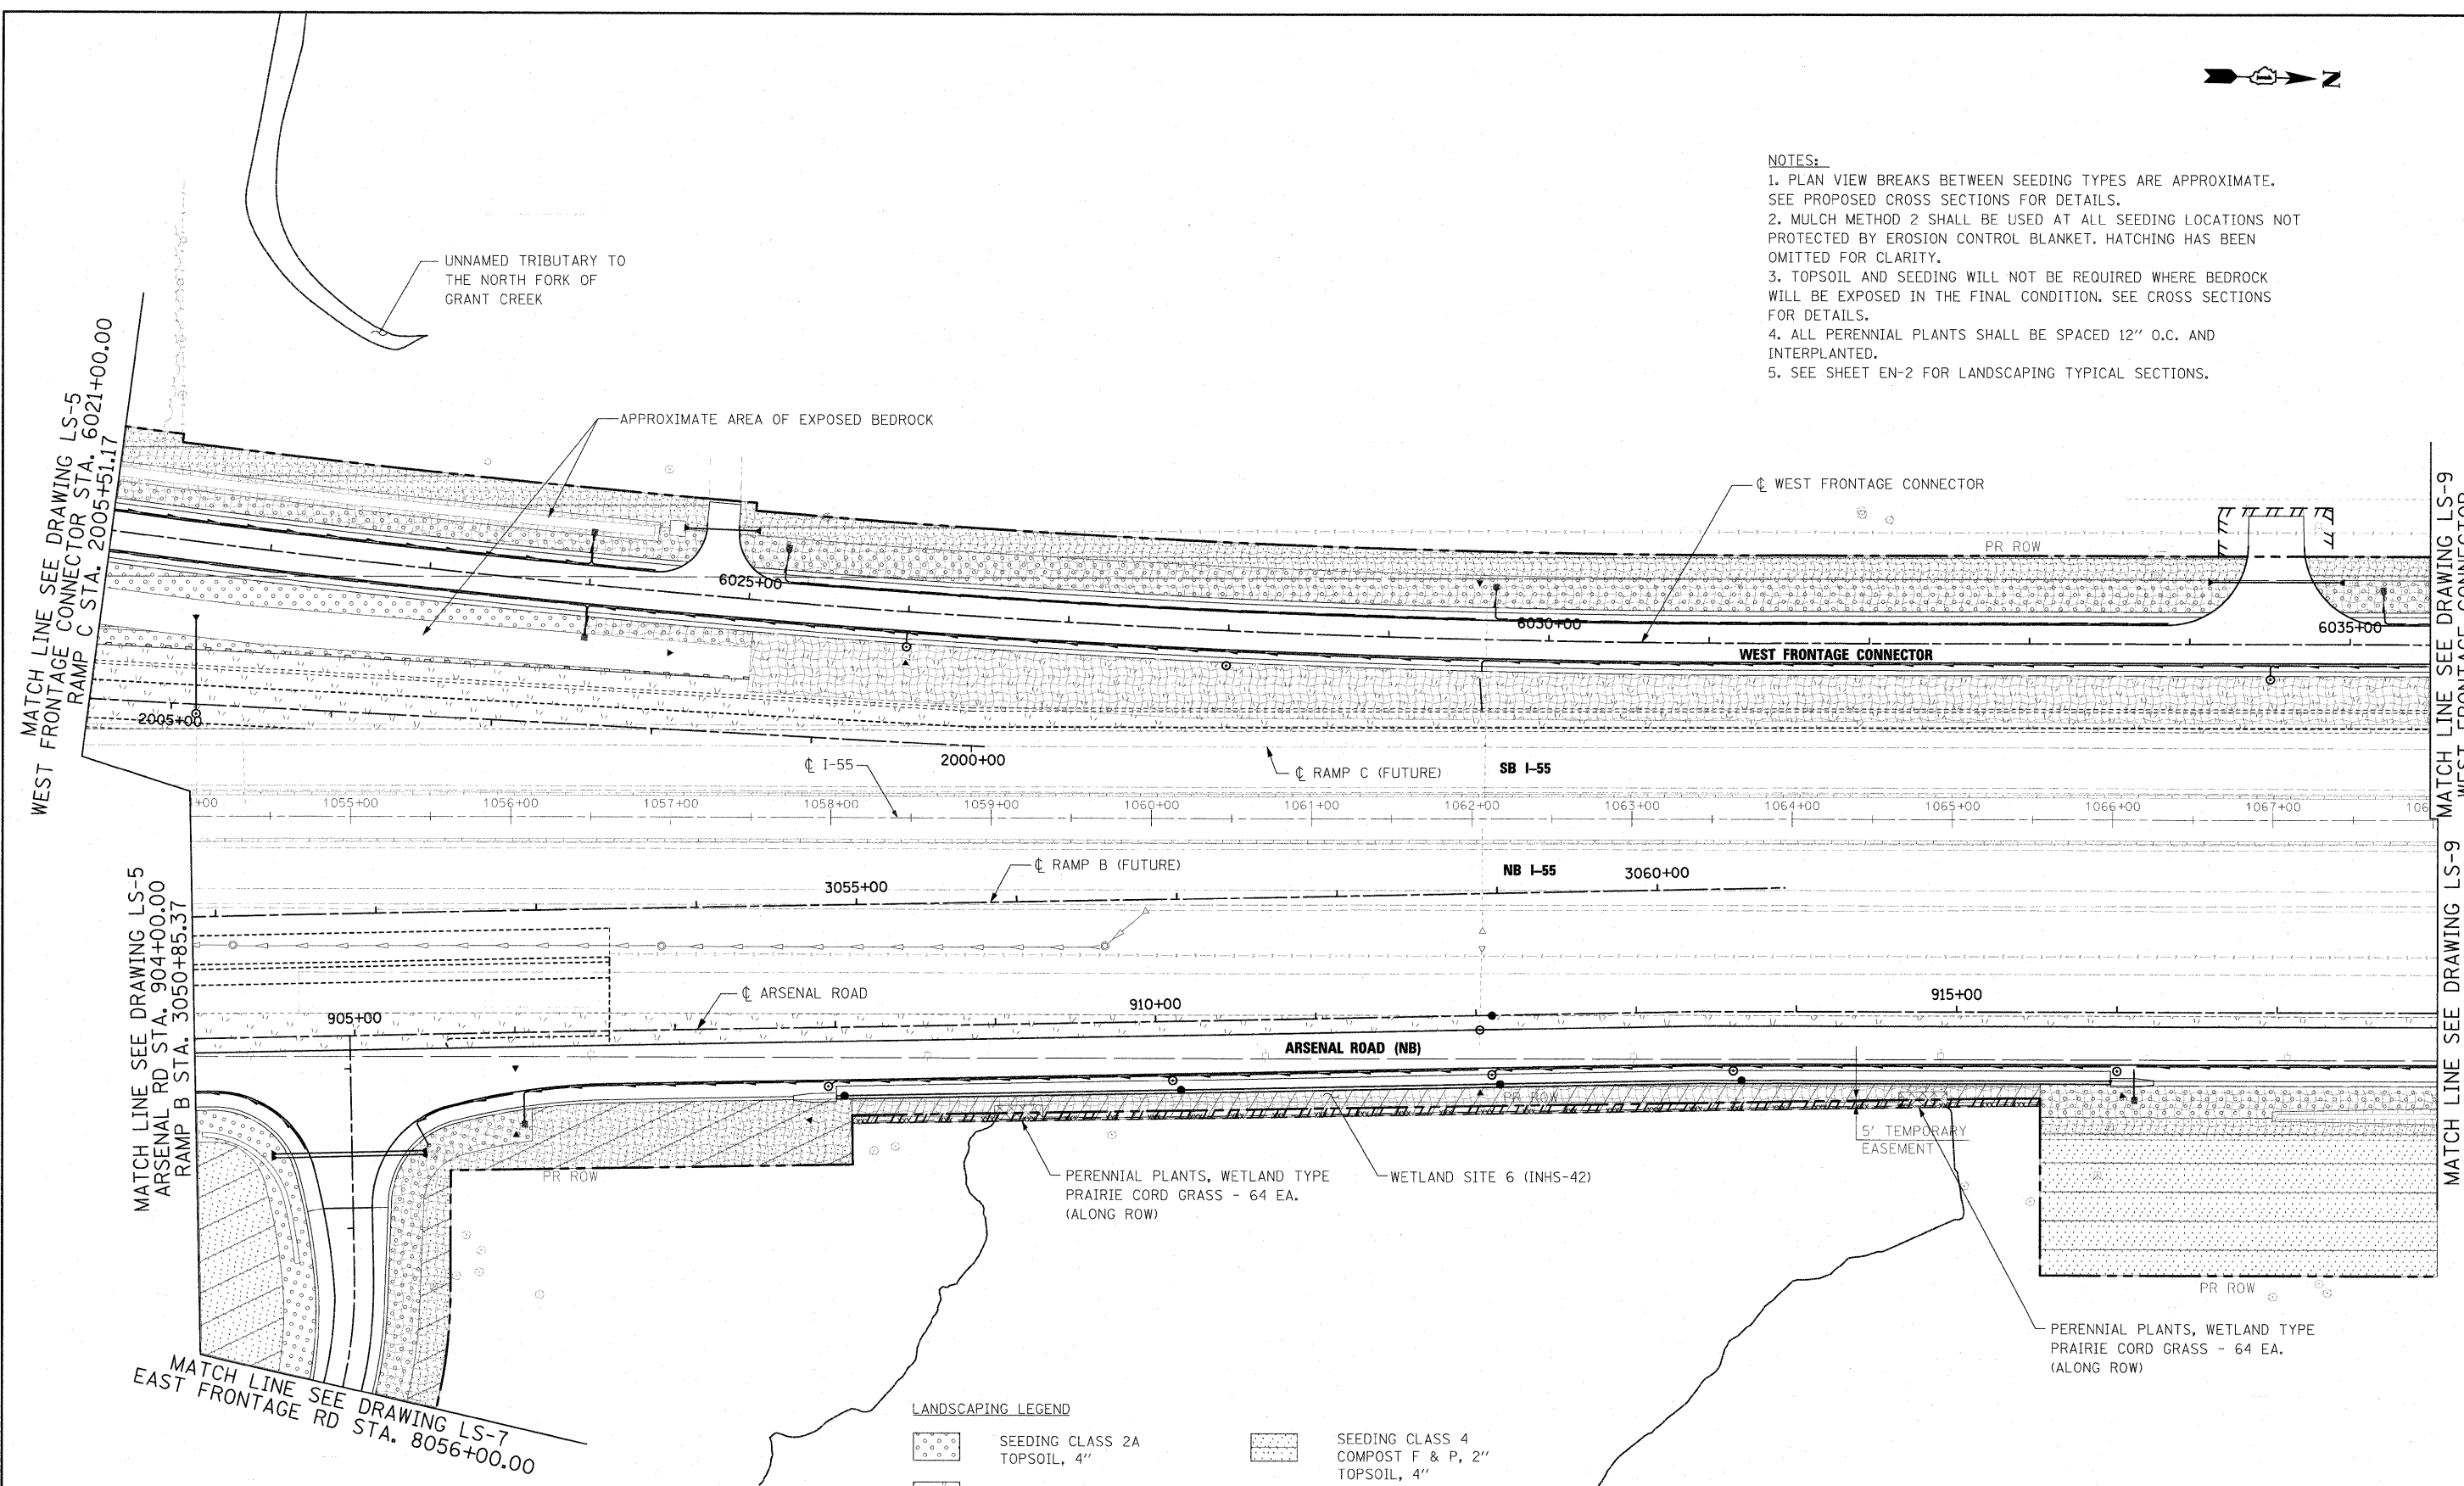 N
NOTES:
1. PLAN VIEW BREAKS BETWEEN SEEDING TYPES ARE APPROXIMATE.
SEE PROPOSED CROSS SECTIONS FOR DETAILS.
2. MULCH METHOD 2 SHALL BE USED AT ALL SEEDING LOCATIONS NOT
PROTECTED BY EROSION CONTROL BLANKET. HATCHING HAS BEEN
OMITTED FOR CLARITY.
3. TOPSOIL AND SEEDING WILL NOT BE REQUIRED WHERE BEDROCK
WILL BE EXPOSED IN THE FINAL CONDITION. SEE CROSS SECTIONS
FOR DETAILS.
4. ALL PERENNIAL PLANTS SHALL BE SPACED 12" O.C. AND
INTERPLANTED.
5. SEE SHEET EN-2 FOR LANDSCAPING TYPICAL SECTIONS.
UNNAMED TRIBUTARY TO
THE NORTH FORK OF
GRANT CREEK
MATCH LINE SEE DRAWING LS-5
WEST FRONTAGE CONNECTOR STA. 6021+00.00
RAMP C STA. 2005+51.17
APPROXIMATE AREA OF EXPOSED BEDROCK
℄ WEST FRONTAGE CONNECTOR
PR ROW
6025+00
6030+00
6035+00
WEST FRONTAGE CONNECTOR
MATCH LINE SEE DRAWING LS-9
WEST FRONTAGE CONNECTOR
2005+00
2000+00
℄ I-55
℄ RAMP C (FUTURE)
SB I-55
+00
1055+00
1056+00
1057+00
1058+00
1059+00
1060+00
1061+00
1062+00
1063+00
1064+00
1065+00
1066+00
1067+00
106
℄ RAMP B (FUTURE)
NB I-55
3055+00
3060+00
MATCH LINE SEE DRAWING LS-5
ARSENAL RD STA. 904+00.00
RAMP B STA. 3050+85.37
℄ ARSENAL ROAD
905+00
910+00
915+00
ARSENAL ROAD (NB)
MATCH LINE SEE DRAWING LS-9
PR ROW
5' TEMPORARY
EASEMENT
PR ROW
PERENNIAL PLANTS, WETLAND TYPE
PRAIRIE CORD GRASS - 64 EA.
(ALONG ROW)
WETLAND SITE 6 (INHS-42)
PR ROW
PERENNIAL PLANTS, WETLAND TYPE
PRAIRIE CORD GRASS - 64 EA.
(ALONG ROW)
MATCH LINE SEE DRAWING LS-7
EAST FRONTAGE RD STA. 8056+00.00
LANDSCAPING LEGEND
SEEDING CLASS 2A
TOPSOIL, 4"
SEEDING CLASS 4
COMPOST F & P, 2"
TOPSOIL, 4"